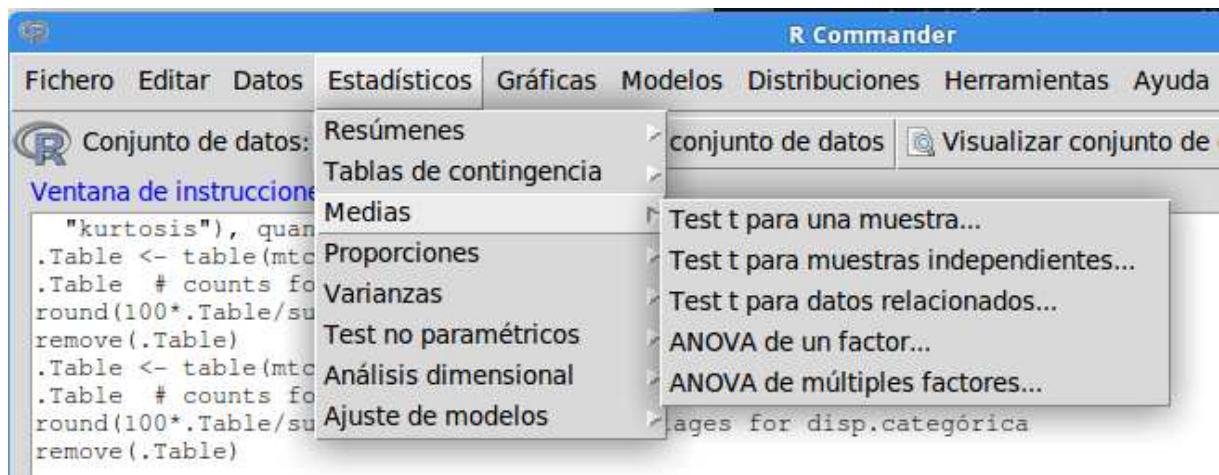 R Commander
Fichero Editar Datos Estadísticos Gráficas Modelos Distribuciones Herramientas Ayuda
R Conjunto de datos: conjunto de datos Visualizar conjunto de
Ventana de instruccione
Resúmenes
Tablas de contingencia
Medias
Proporciones
Varianzas
Test no paramétricos
Análisis dimensional
Ajuste de modelos
Test t para una muestra...
Test t para muestras independientes...
Test t para datos relacionados...
ANOVA de un factor...
ANOVA de múltiples factores...
"kurtosis"), quan
.Table <- table(mtc
.Table # counts fo
round(100*.Table/su
remove(.Table)
.Table <- table(mtc
.Table # counts fo
round(100*.Table/su ages for disp.categórica
remove(.Table)